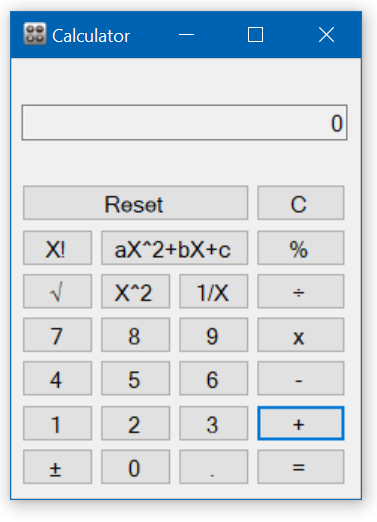 Calculator
0
Reset C
X! aX^2+bX+c %
√ X^2 1/X ÷
7 8 9 x
4 5 6 -
1 2 3 +
± 0 . =